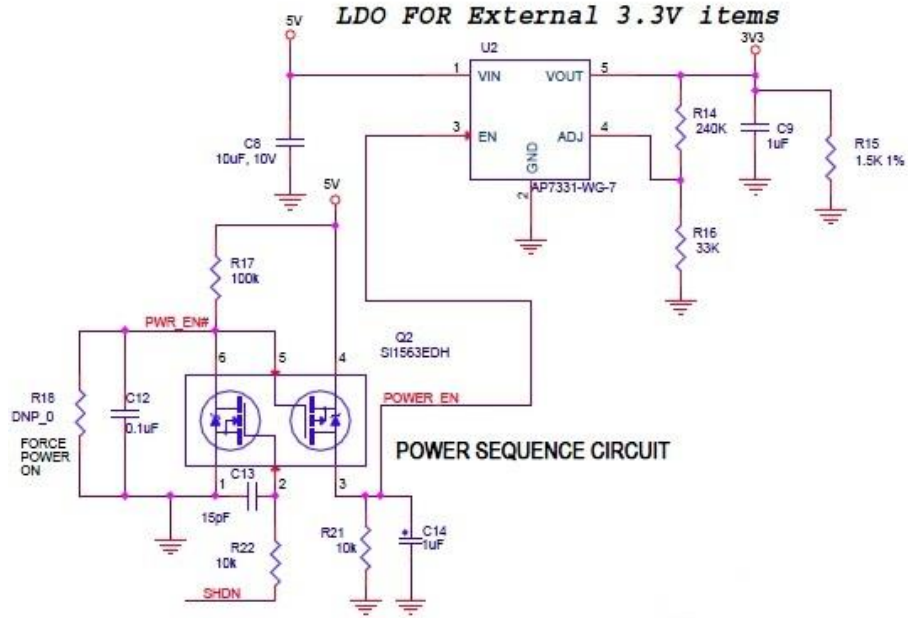 LDO FOR External 3.3V items
5V
U2
3V3
1
VIN
VOUT
5
3
EN
ADJ
4
GND
2
AP7331-WG-7
C8
10uF, 10V
R14
240K
C9
1uF
R15
1.5K 1%
R16
33K
5V
R17
100k
PWR_EN#
Q2
SI1563EDH
6
5
4
R18
DNP_0
FORCE
POWER
ON
C12
0.1uF
POWER_EN
POWER SEQUENCE CIRCUIT
1
C13
2
3
15pF
R22
10k
R21
10k
C14
1uF
SHDN